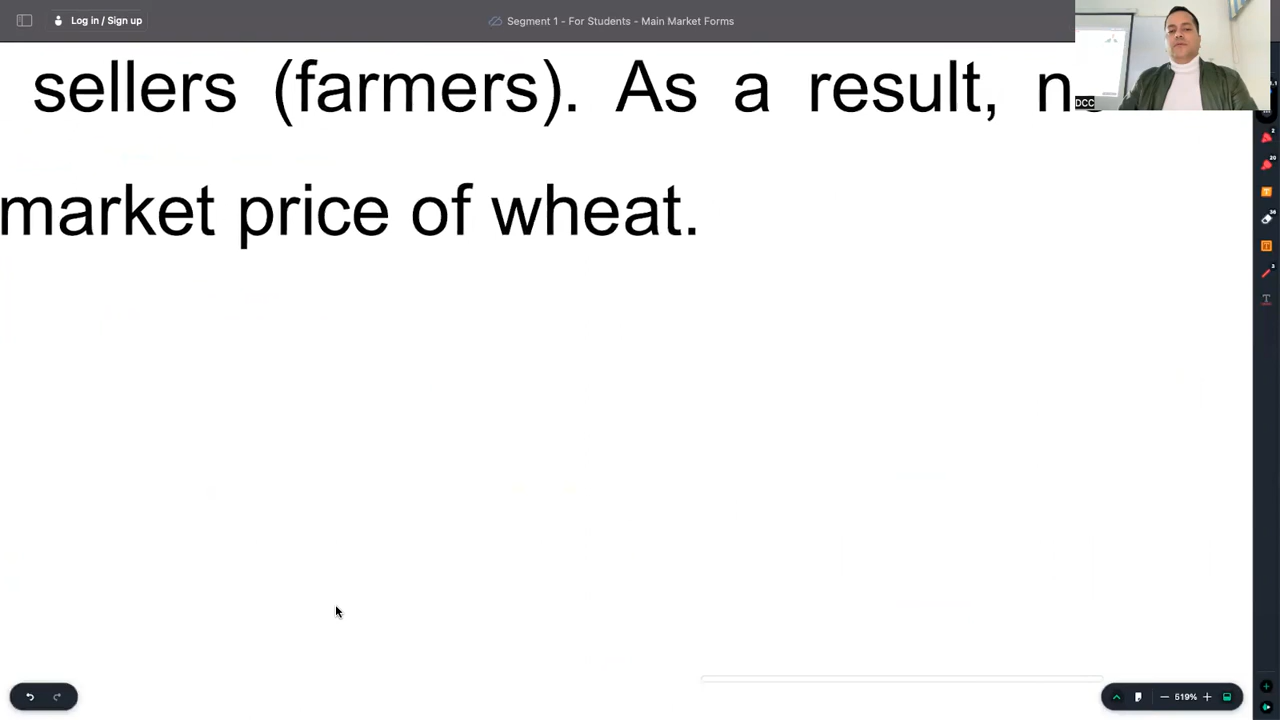 Log in / Sign up
Segment 1 - For Students - Main Market Forms
sellers (farmers). As a result,
market price of wheat.
DCC
519%